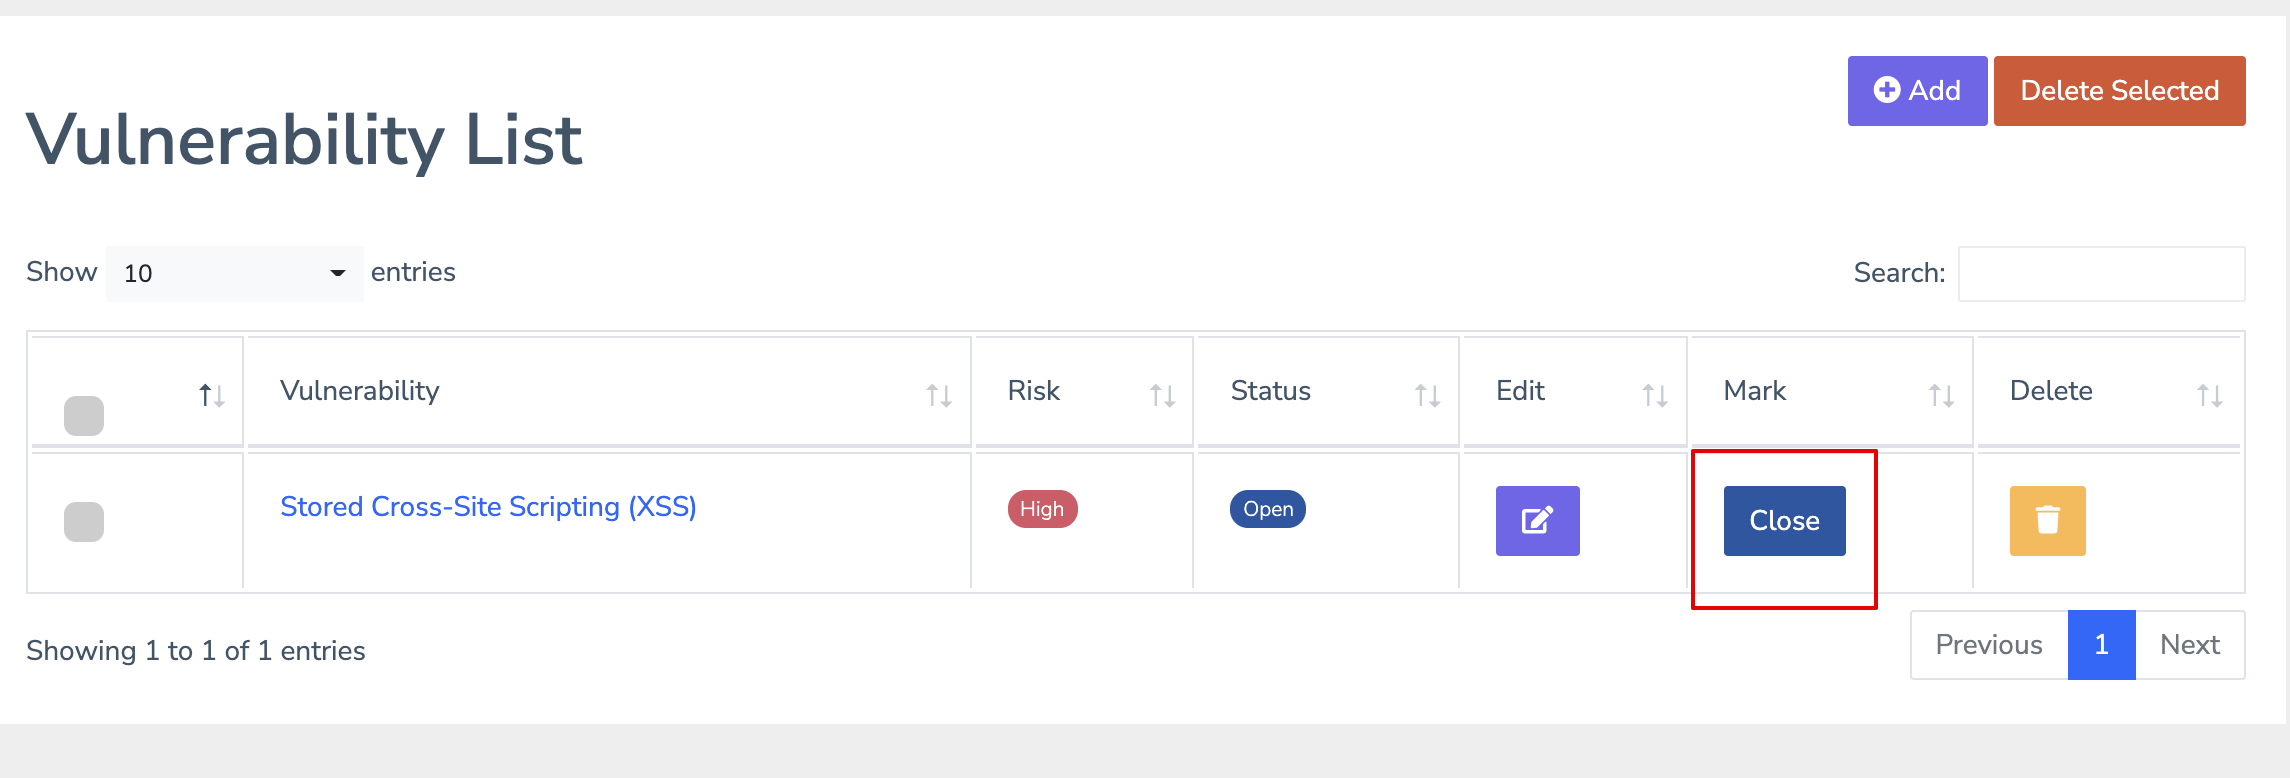 Add Delete Selected
Vulnerability List
Show 10 entries Search:
Vulnerability Risk Status Edit Mark Delete
Stored Cross-Site Scripting (XSS) High Open Close
Showing 1 to 1 of 1 entries
Previous 1 Next